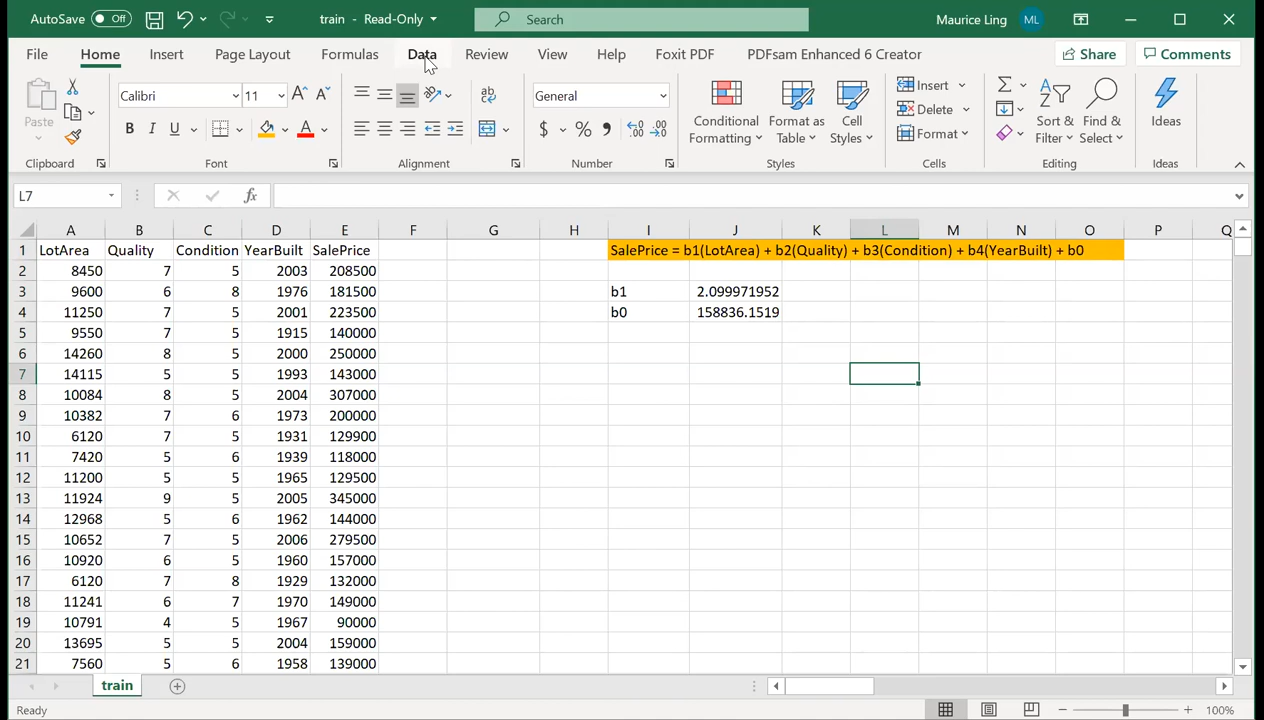 AutoSave Off train - Read-Only Search Maurice Ling ML
File Home Insert Page Layout Formulas Data Review View Help Foxit PDF PDFsam Enhanced 6 Creator Share Comments
Paste Calibri 11 General Conditional Formatting Format as Table Cell Styles Insert Delete Format Sort & Filter Find & Select Ideas
Clipboard Font Alignment Number Styles Cells Editing Ideas
L7 fx
A B C D E F G H I J K L M N O P Q
1 LotArea Quality Condition YearBuilt SalePrice SalePrice = b1(LotArea) + b2(Quality) + b3(Condition) + b4(YearBuilt) + b0
2 8450 7 5 2003 208500
3 9600 6 8 1976 181500 b1 2.099971952
4 11250 7 5 2001 223500 b0 158836.1519
5 9550 7 5 1915 140000
6 14260 8 5 2000 250000
7 14115 5 5 1993 143000
8 10084 8 5 2004 307000
9 10382 7 6 1973 200000
10 6120 7 5 1931 129900
11 7420 5 6 1939 118000
12 11200 5 5 1965 129500
13 11924 9 5 2005 345000
14 12968 5 6 1962 144000
15 10652 7 5 2006 279500
16 10920 6 5 1960 157000
17 6120 7 8 1929 132000
18 11241 6 7 1970 149000
19 10791 4 5 1967 90000
20 13695 5 5 2004 159000
21 7560 5 6 1958 139000
train
Ready 100%